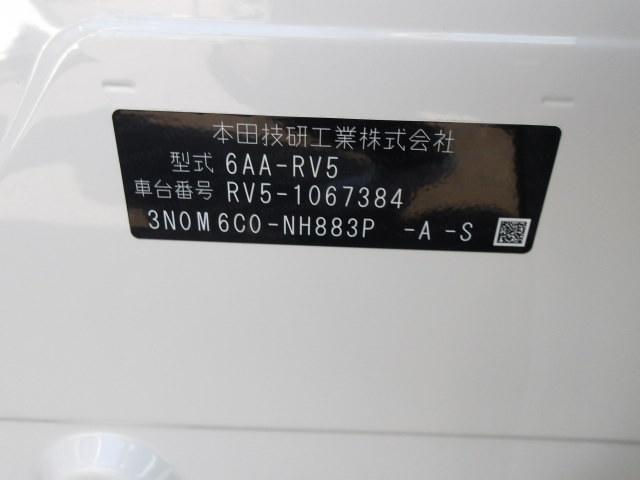 本田技研工業株式会社
型式 6AA-RV5
車台番号 RV5-1067384
3N0M6C0-NH883P -A -S